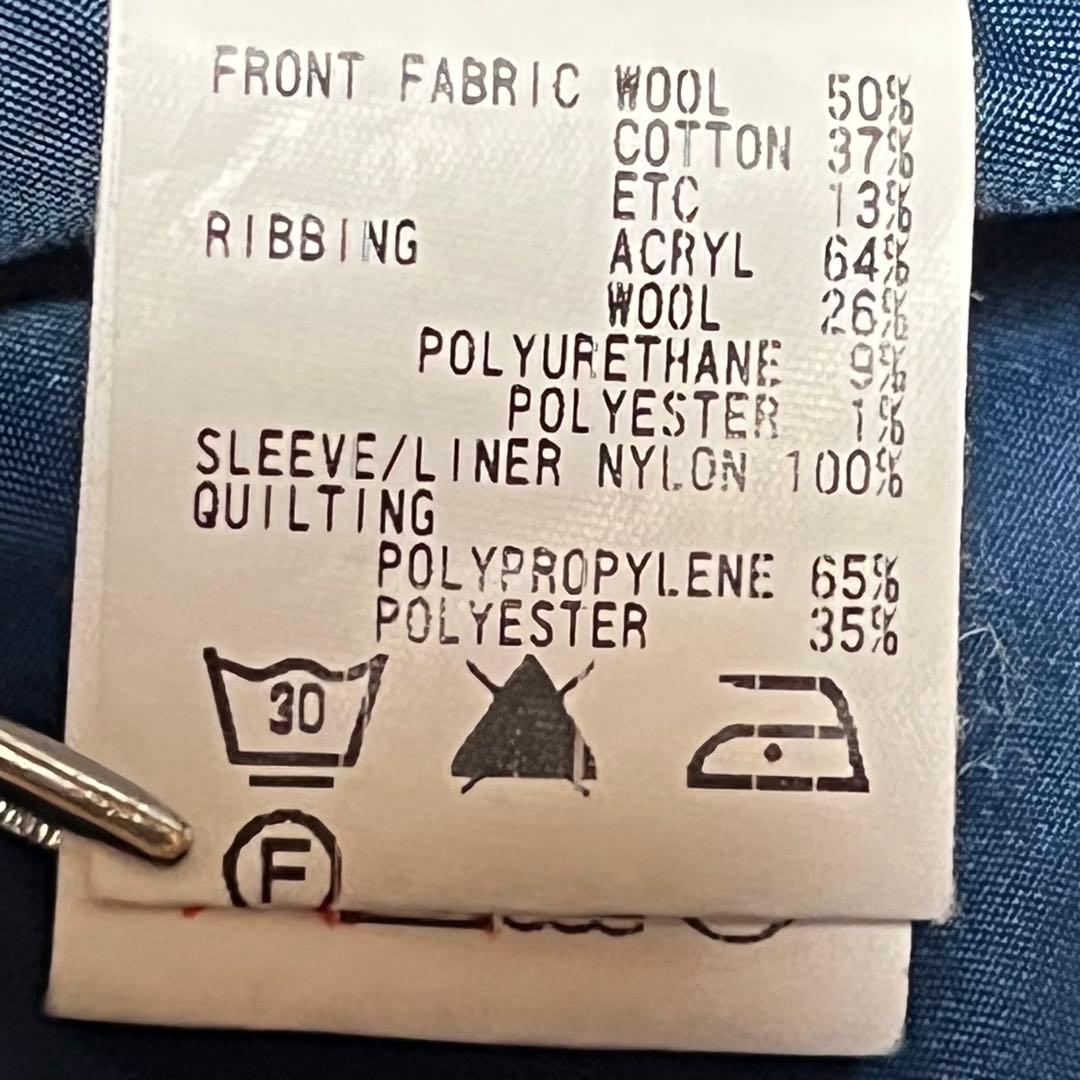 FRONT FABRIC WOOL 50%
COTTON 37%
ETC 13%
RIBBING ACRYL 64%
WOOL 26%
POLYURETHANE 9%
POLYESTER 1%
SLEEVE/LINER NYLON 100%
QUILTING
POLYPROPYLENE 65%
POLYESTER 35%
30
F